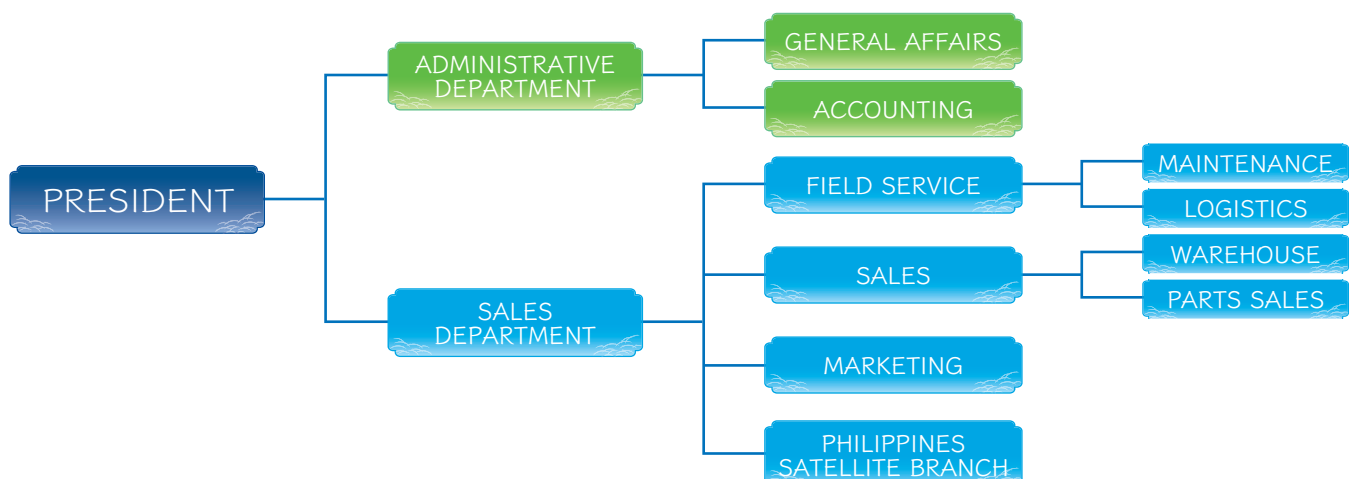 PRESIDENT
ADMINISTRATIVE
DEPARTMENT
GENERAL AFFAIRS
ACCOUNTING
SALES
DEPARTMENT
FIELD SERVICE
MAINTENANCE
LOGISTICS
SALES
WAREHOUSE
PARTS SALES
MARKETING
PHILIPPINES
SATELLITE BRANCH